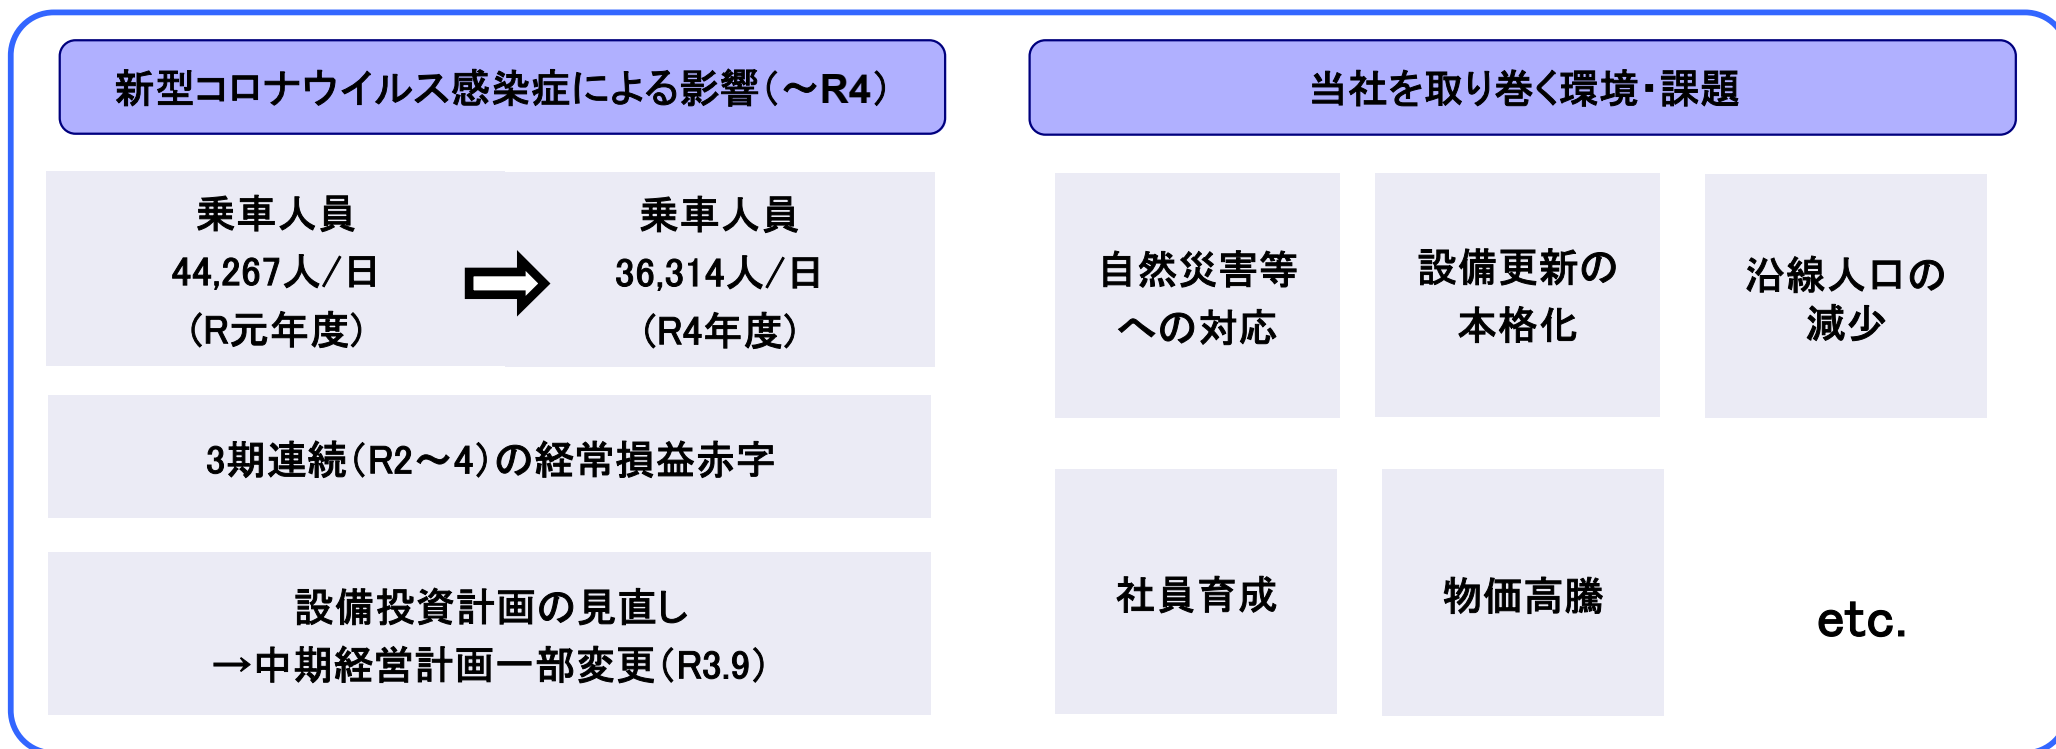 新型コロナウイルス感染症による影響(～R4)
乗車人員
44,267人/日
(R元年度)
⇨
乗車人員
36,314人/日
(R4年度)
3期連続(R2～4)の経常損益赤字
設備投資計画の見直し
→中期経営計画一部変更(R3.9)
当社を取り巻く環境・課題
自然災害等
への対応
設備更新の
本格化
沿線人口の
減少
社員育成
物価高騰
etc.